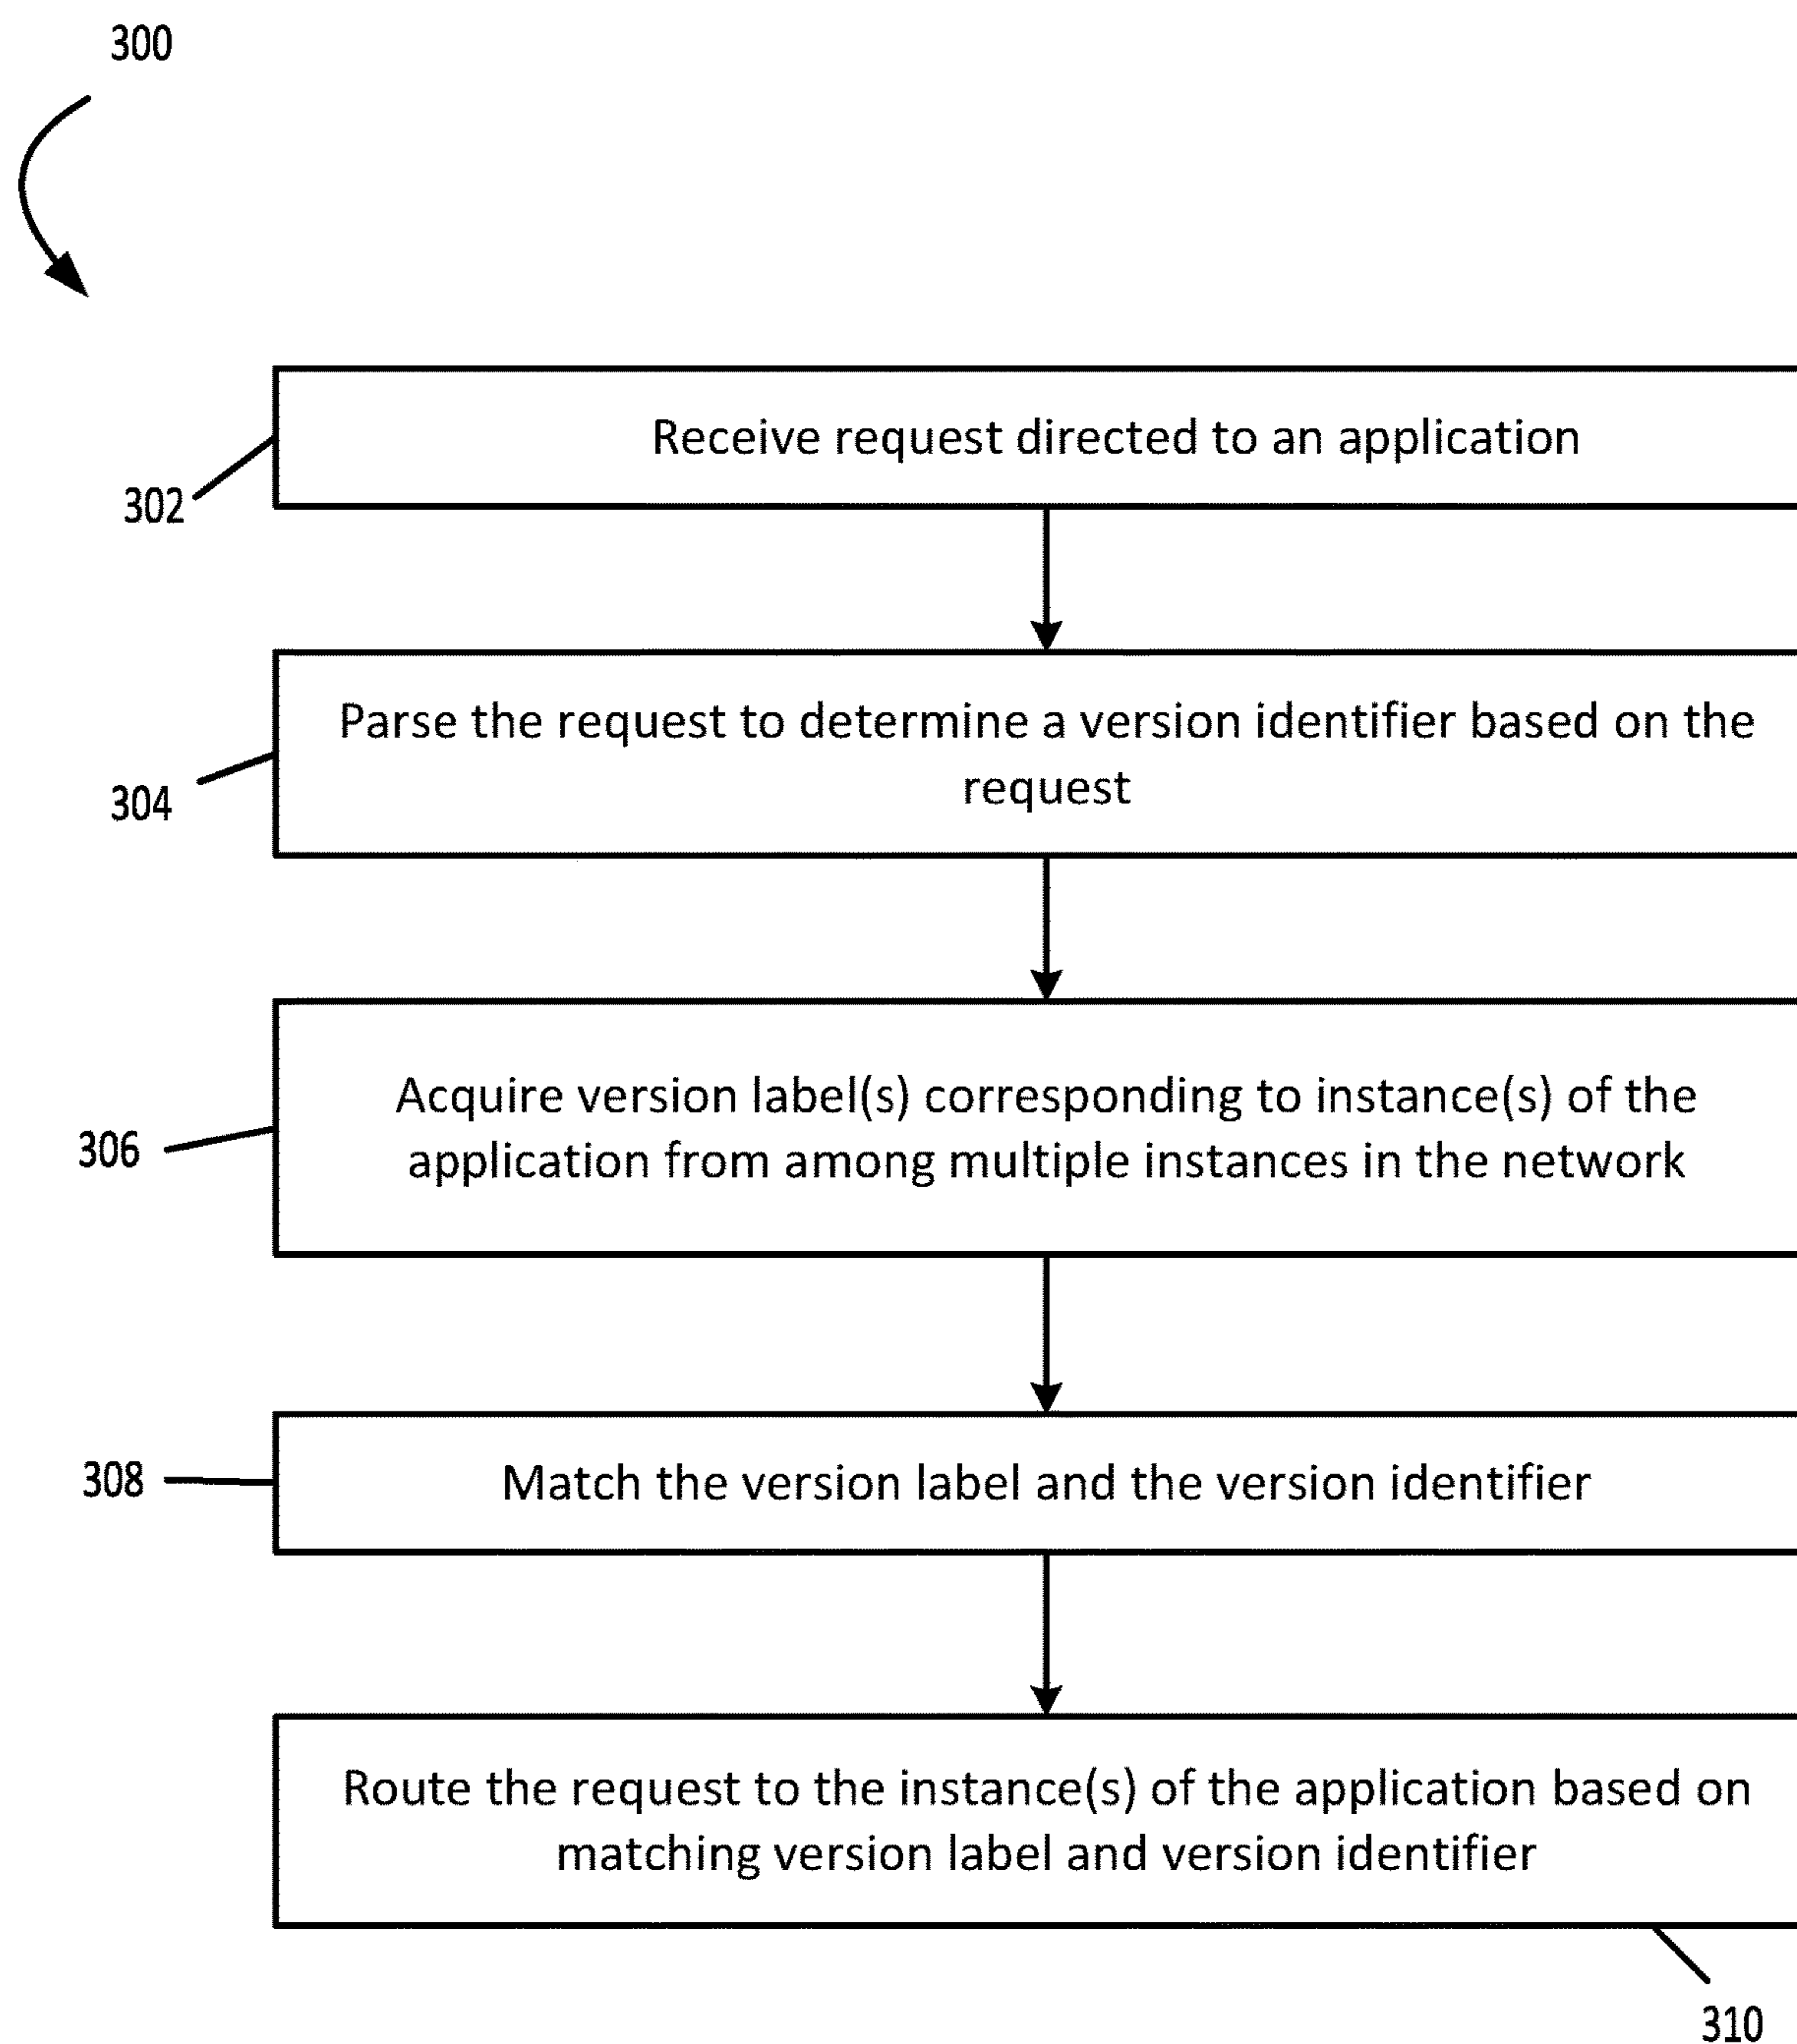 300
Receive request directed to an application
302
Parse the request to determine a version identifier based on the
request
304
Acquire version label(s) corresponding to instance(s) of the
application from among multiple instances in the network
306
Match the version label and the version identifier
308
Route the request to the instance(s) of the application based on
matching version label and version identifier
310